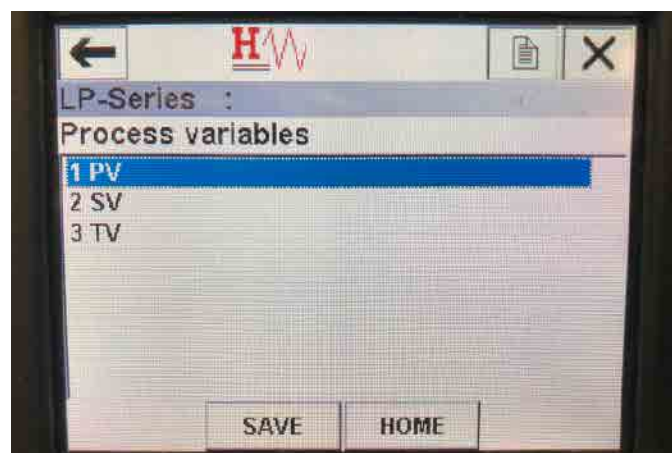 H
LP-Series :
Process variables
1 PV
2 SV
3 TV
SAVE HOME